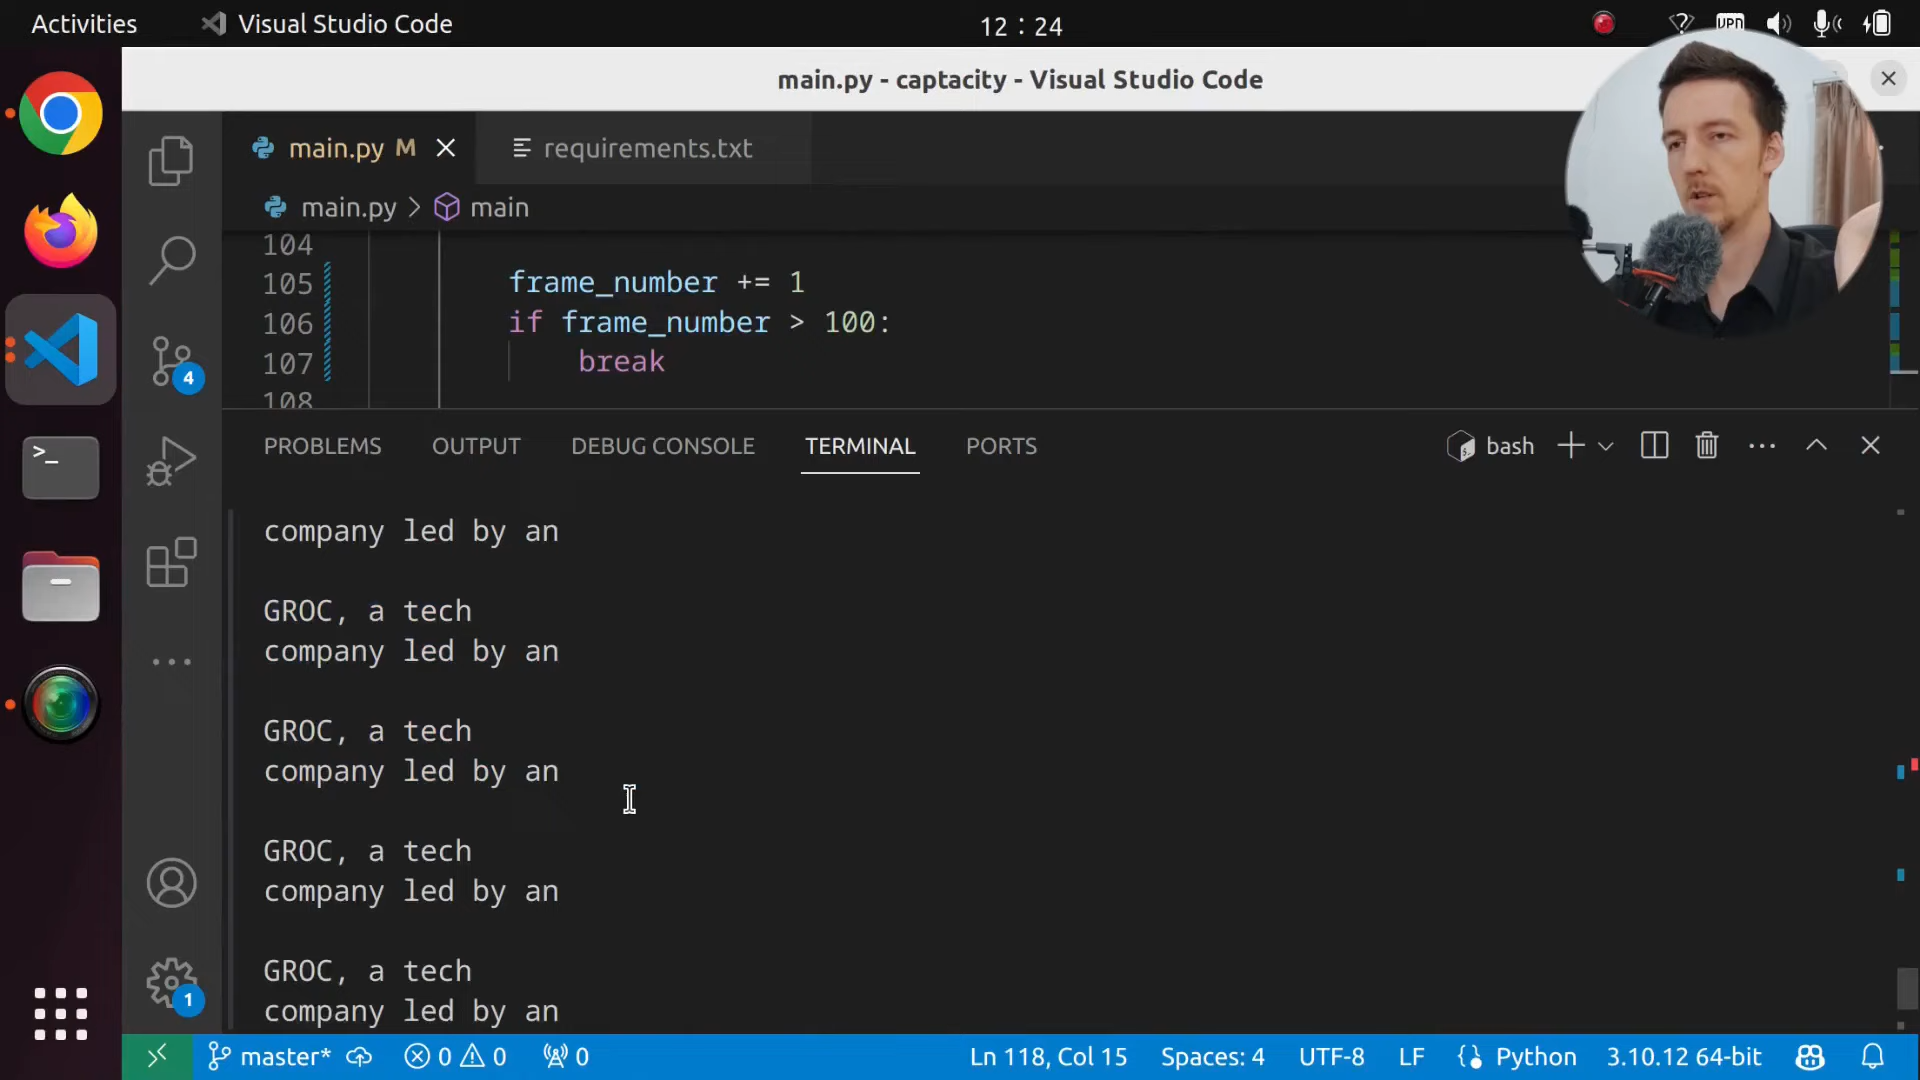 Activities
Visual Studio Code
12 : 24
VPN
main.py - captacity - Visual Studio Code
main.py M
requirements.txt
main.py > main
104
105 frame_number += 1
106 if frame_number > 100:
107 break
108
4
PROBLEMS
OUTPUT
DEBUG CONSOLE
TERMINAL
PORTS
bash
company led by an
GROC, a tech
company led by an
GROC, a tech
company led by an
GROC, a tech
company led by an
GROC, a tech
company led by an
1
master*
0
0
0
Ln 118, Col 15
Spaces: 4
UTF-8
LF
Python
3.10.12 64-bit